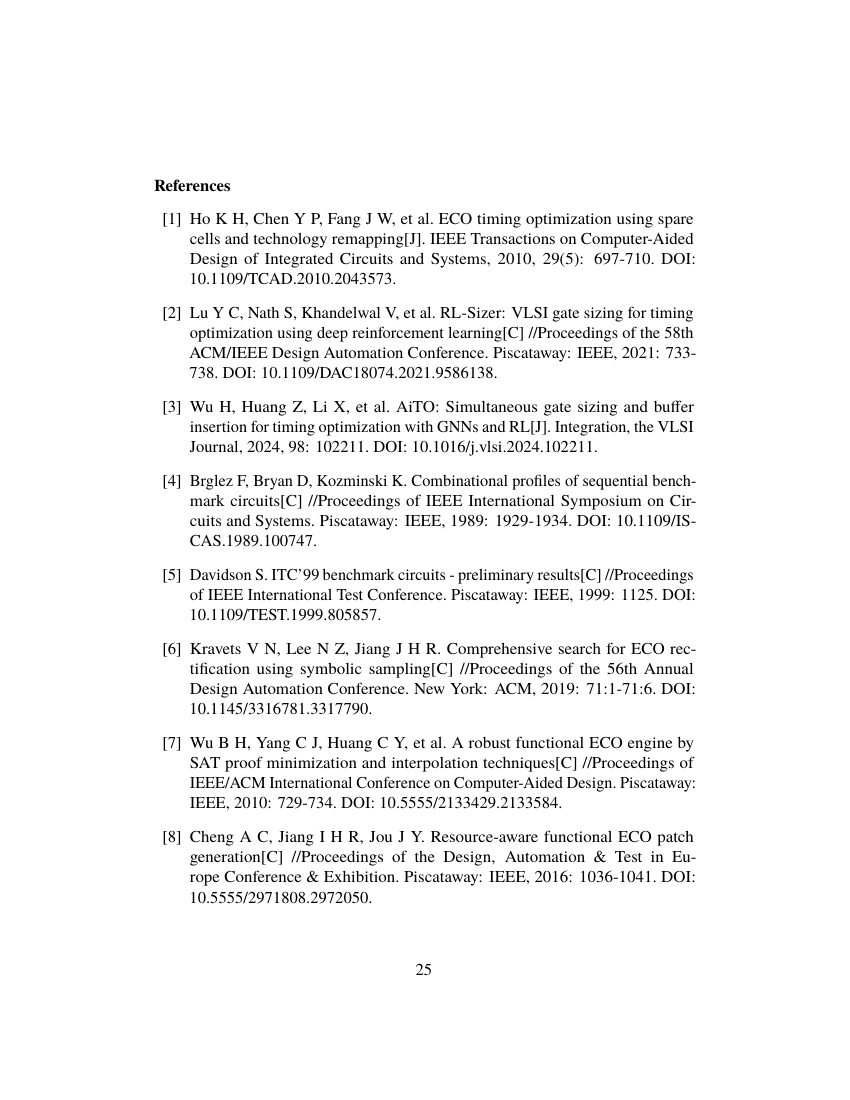 References
[1] Ho K H, Chen Y P, Fang J W, et al. ECO timing optimization using spare
cells and technology remapping[J]. IEEE Transactions on Computer-Aided
Design of Integrated Circuits and Systems, 2010, 29(5): 697-710. DOI:
10.1109/TCAD.2010.2043573.
[2] Lu Y C, Nath S, Khandelwal V, et al. RL-Sizer: VLSI gate sizing for timing
optimization using deep reinforcement learning[C] //Proceedings of the 58th
ACM/IEEE Design Automation Conference. Piscataway: IEEE, 2021: 733-
738. DOI: 10.1109/DAC18074.2021.9586138.
[3] Wu H, Huang Z, Li X, et al. AiTO: Simultaneous gate sizing and buffer
insertion for timing optimization with GNNs and RL[J]. Integration, the VLSI
Journal, 2024, 98: 102211. DOI: 10.1016/j.vlsi.2024.102211.
[4] Brglez F, Bryan D, Kozminski K. Combinational profiles of sequential bench-
mark circuits[C] //Proceedings of IEEE International Symposium on Cir-
cuits and Systems. Piscataway: IEEE, 1989: 1929-1934. DOI: 10.1109/IS-
CAS.1989.100747.
[5] Davidson S. ITC’99 benchmark circuits - preliminary results[C] //Proceedings
of IEEE International Test Conference. Piscataway: IEEE, 1999: 1125. DOI:
10.1109/TEST.1999.805857.
[6] Kravets V N, Lee N Z, Jiang J H R. Comprehensive search for ECO rec-
tification using symbolic sampling[C] //Proceedings of the 56th Annual
Design Automation Conference. New York: ACM, 2019: 71:1-71:6. DOI:
10.1145/3316781.3317790.
[7] Wu B H, Yang C J, Huang C Y, et al. A robust functional ECO engine by
SAT proof minimization and interpolation techniques[C] //Proceedings of
IEEE/ACM International Conference on Computer-Aided Design. Piscataway:
IEEE, 2010: 729-734. DOI: 10.5555/2133429.2133584.
[8] Cheng A C, Jiang I H R, Jou J Y. Resource-aware functional ECO patch
generation[C] //Proceedings of the Design, Automation & Test in Eu-
rope Conference & Exhibition. Piscataway: IEEE, 2016: 1036-1041. DOI:
10.5555/2971808.2972050.
25